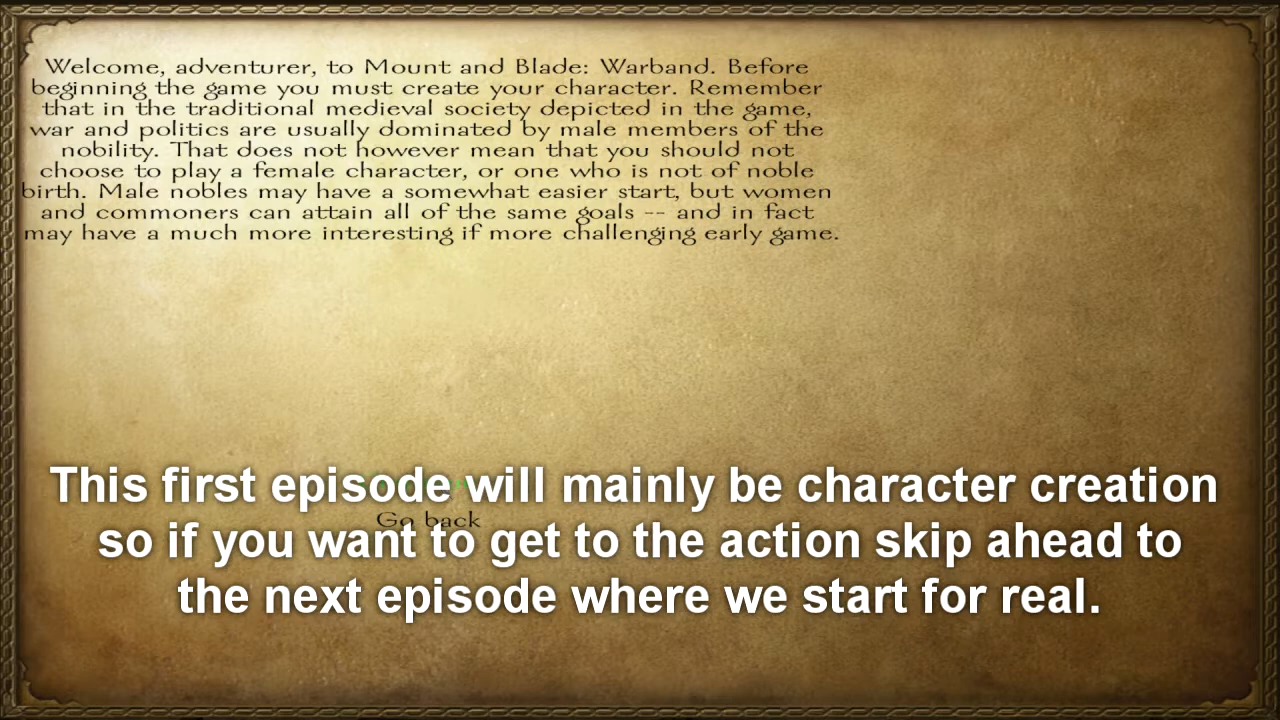 Welcome, adventurer, to Mount and Blade: Warband. Before
beginning the game you must create your character. Remember
that in the traditional medieval society depicted in the game,
war and politics are usually dominated by male members of the
nobility. That does not however mean that you should not
choose to play a female character, or one who is not of noble
birth. Male nobles may have a somewhat easier start, but women
and commoners can attain all of the same goals -- and in fact
may have a much more interesting if more challenging early game.
This first episode will mainly be character creation
Go back
so if you want to get to the action skip ahead to
the next episode where we start for real.